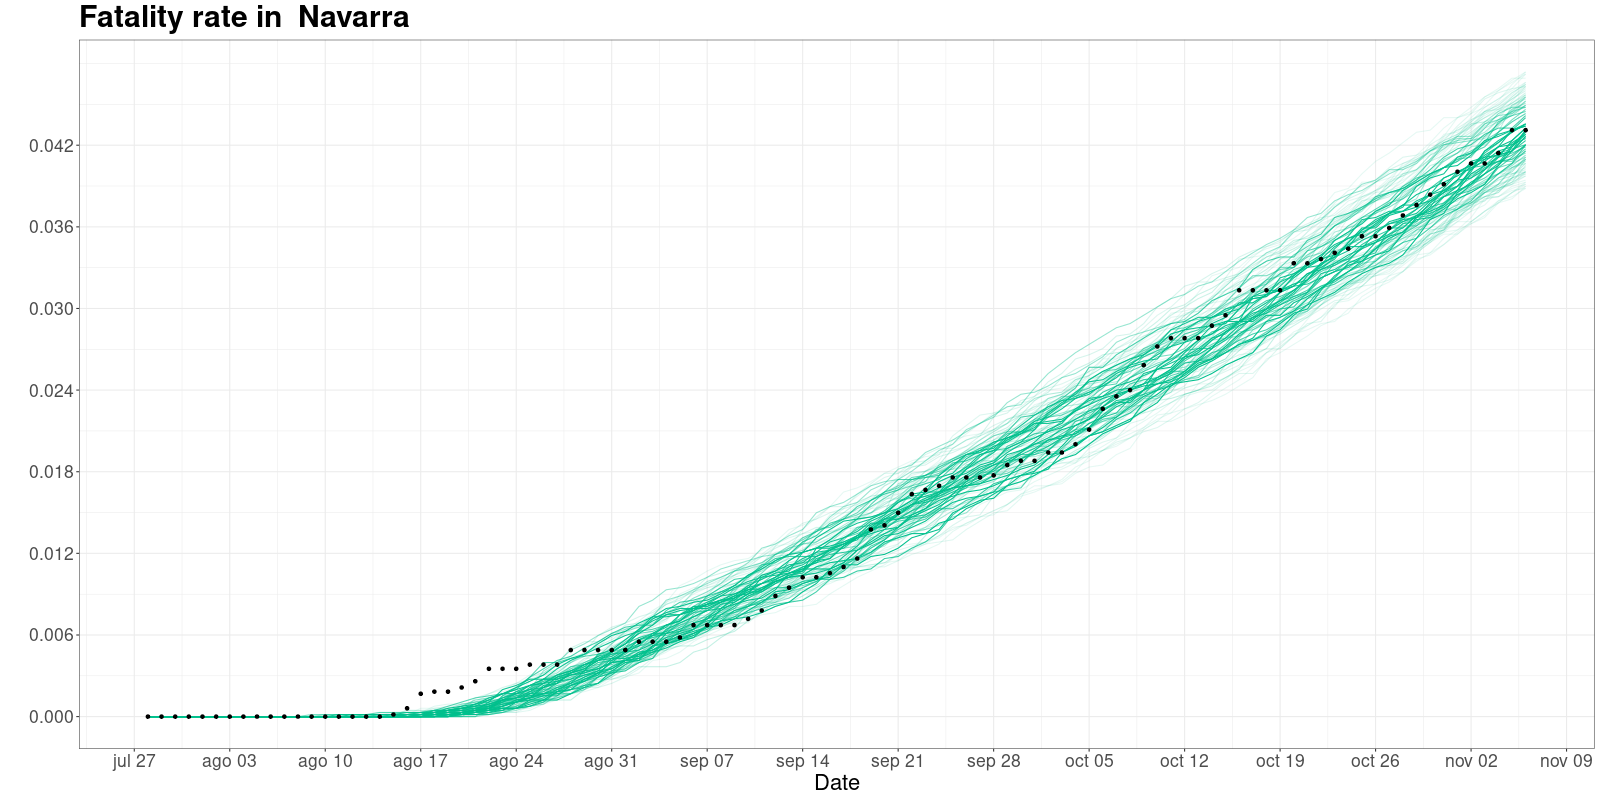 Fatality rate in  Navarra
0.042
0.036
0.030
0.024
0.018
0.012
0.006
0.000
jul 27 ago 03 ago 10 ago 17 ago 24 ago 31 sep 07 sep 14 sep 21 sep 28 oct 05 oct 12 oct 19 oct 26 nov 02 nov 09
Date